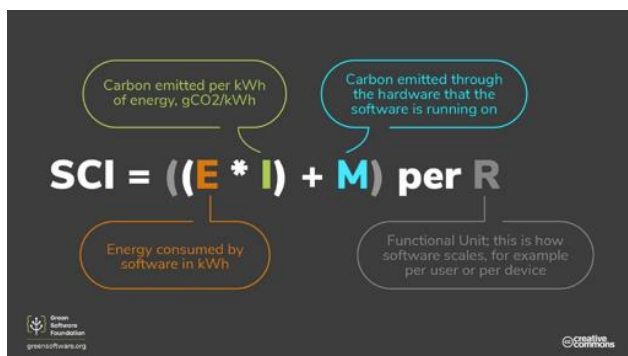 Carbon emitted per kWh
of energy, gCO2/kWh
Carbon emitted through
the hardware that the
software is running on
SCI = ((E * I) + M) per R
Energy consumed by
software in kWh
Functional Unit; this is how
software scales, for example
per user or per device
Green
Software
Foundation
greensoftware.org
cc creative
commons